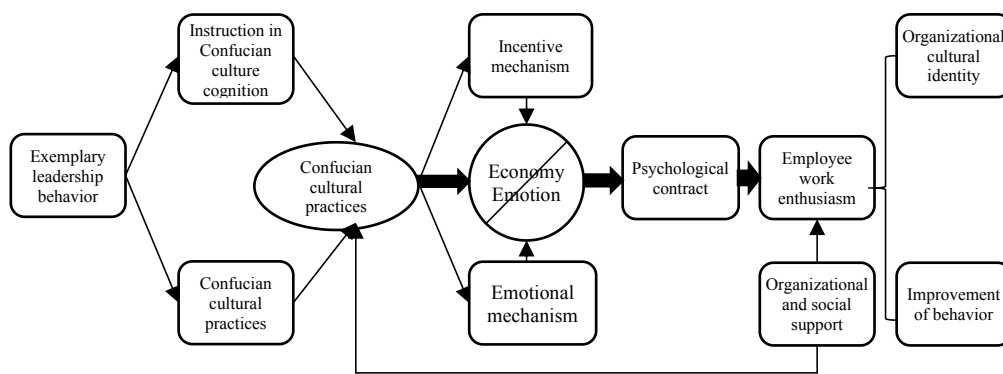 Exemplary
leadership
behavior
Instruction in
Confucian
culture
cognition
Confucian
cultural
practices
Confucian
cultural
practices
Incentive
mechanism
Economy
Emotion
Emotional
mechanism
Psychological
contract
Employee
work
enthusiasm
Organizational
and social
support
Organizational
cultural
identity
Improvement
of behavior